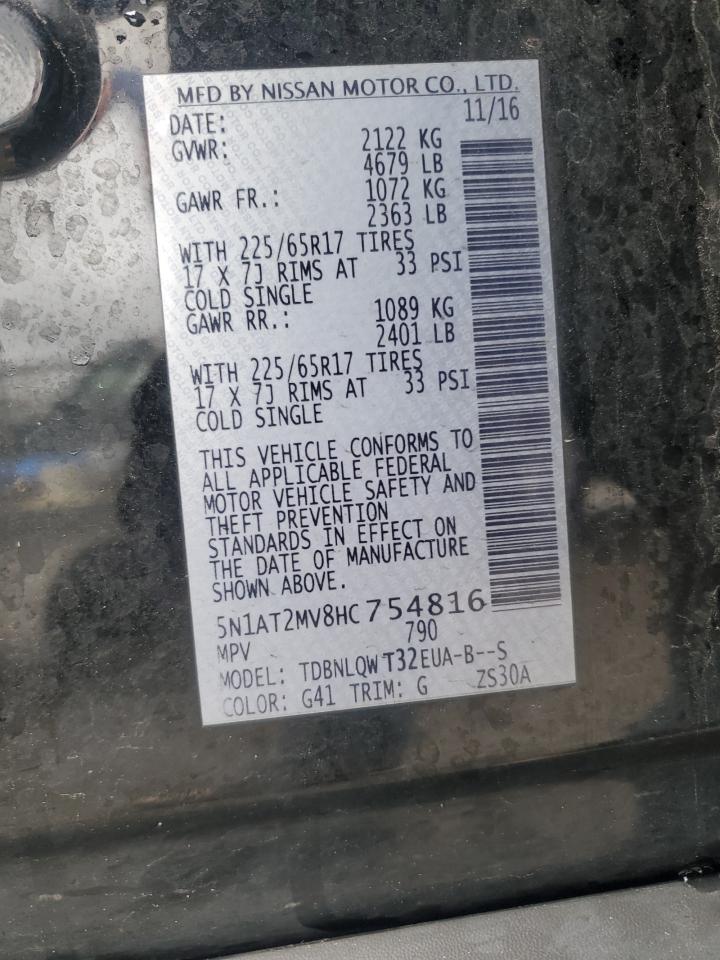 MFD BY NISSAN MOTOR CO., LTD.
DATE: 11/16
GVWR: 2122 KG
4679 LB
GAWR FR.: 1072 KG
2363 LB
WITH 225/65R17 TIRES
17 X 7J RIMS AT 33 PSI
COLD SINGLE
GAWR RR.: 1089 KG
2401 LB
WITH 225/65R17 TIRES
17 X 7J RIMS AT 33 PSI
COLD SINGLE
THIS VEHICLE CONFORMS TO
ALL APPLICABLE FEDERAL
MOTOR VEHICLE SAFETY AND
THEFT PREVENTION
STANDARDS IN EFFECT ON
THE DATE OF MANUFACTURE
SHOWN ABOVE.
5N1AT2MV8HC754816
MPV 790
MODEL: TDBNLQWT32EUA-B--S
COLOR: G41 TRIM: G ZS30A